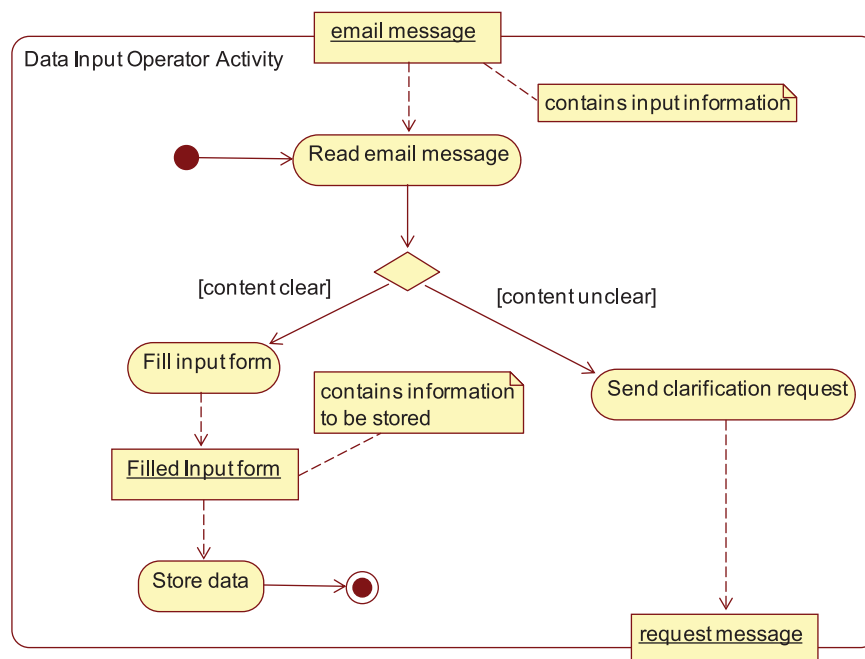 email message
Data Input Operator Activity
contains input information
Read email message
[content clear]
[content unclear]
Fill input form
contains information
to be stored
Send clarification request
Filled Input form
Store data
request message